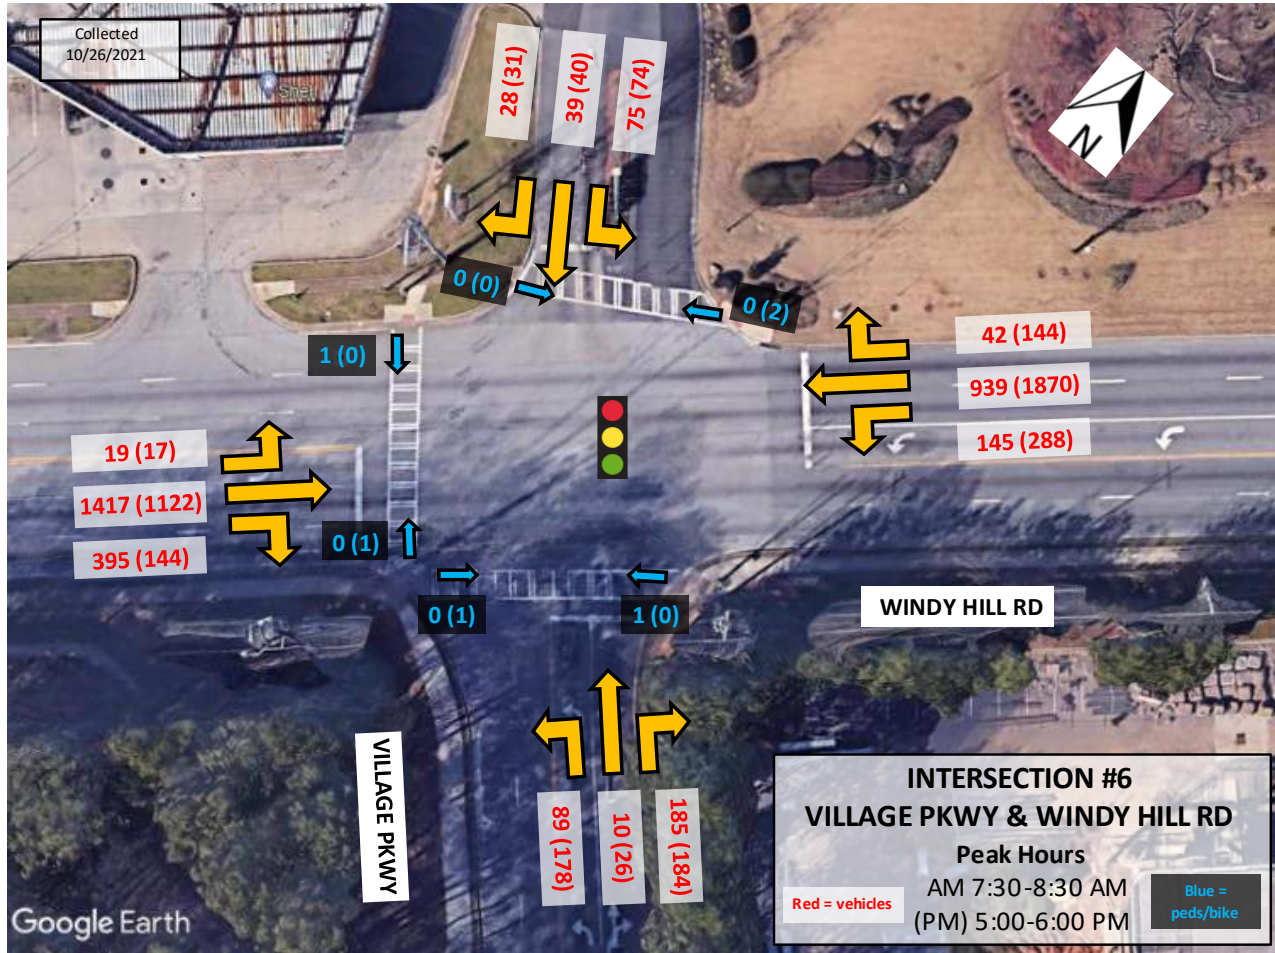 Collected
10/26/2021
Shell
28 (31)
39 (40)
75 (74)
N
0 (0)
0 (2)
1 (0)
42 (144)
939 (1870)
145 (288)
19 (17)
1417 (1122)
395 (144)
0 (1)
0 (1)
1 (0)
WINDY HILL RD
VILLAGE PKWY
89 (178)
10 (26)
185 (184)
INTERSECTION #6
VILLAGE PKWY & WINDY HILL RD
Peak Hours
AM 7:30-8:30 AM
(PM) 5:00-6:00 PM
Red = vehicles
Blue =
peds/bike
Google Earth